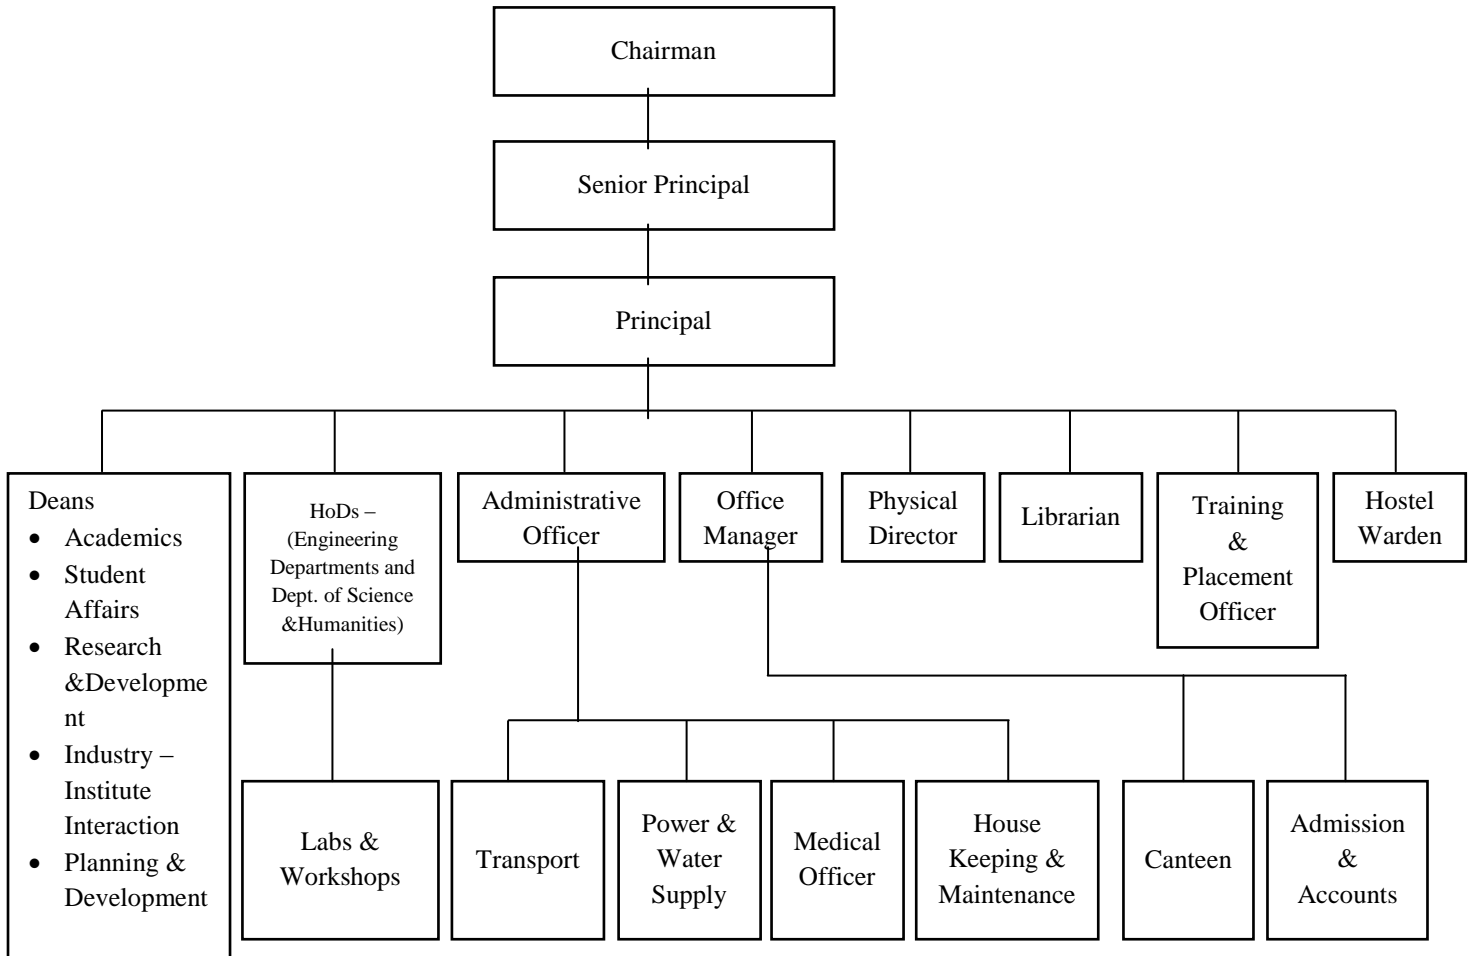 Chairman
Senior Principal
Principal
Deans
• Academics
• Student
Affairs
• Research
&Developme
nt
• Industry –
Institute
Interaction
• Planning &
Development
HoDs –
(Engineering
Departments and
Dept. of Science
&Humanities)
Administrative
Officer
Office
Manager
Physical
Director
Librarian
Training
&
Placement
Officer
Hostel
Warden
Labs &
Workshops
Transport
Power &
Water
Supply
Medical
Officer
House
Keeping &
Maintenance
Canteen
Admission
&
Accounts